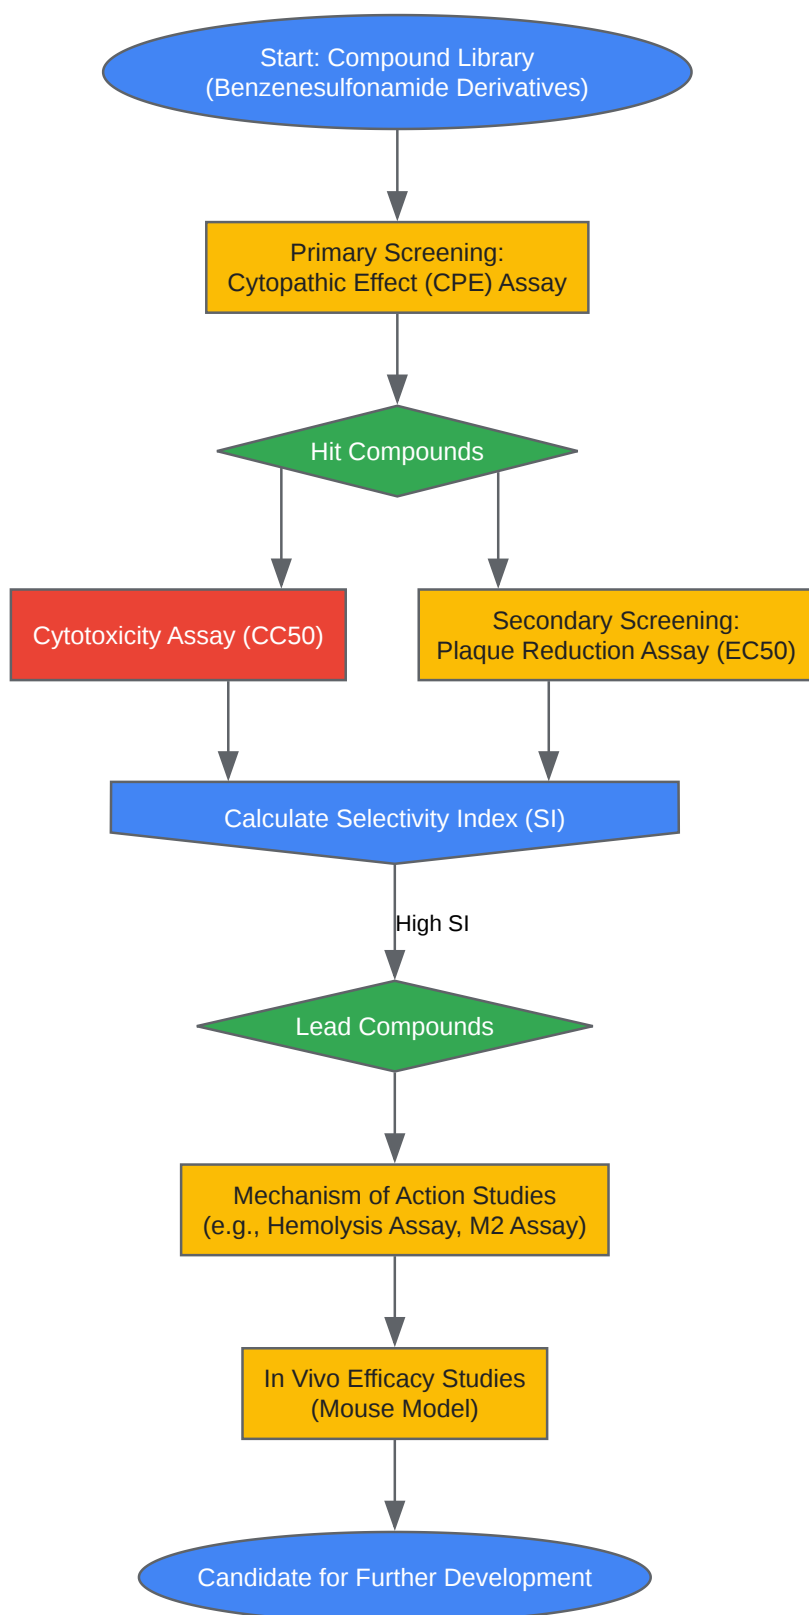 Start: Compound Library
(Benzenesulfonamide Derivatives)
Primary Screening:
Cytopathic Effect (CPE) Assay
Hit Compounds
Cytotoxicity Assay (CC50)
Secondary Screening:
Plaque Reduction Assay (EC50)
Calculate Selectivity Index (SI)
High SI
Lead Compounds
Mechanism of Action Studies
(e.g., Hemolysis Assay, M2 Assay)
In Vivo Efficacy Studies
(Mouse Model)
Candidate for Further Development